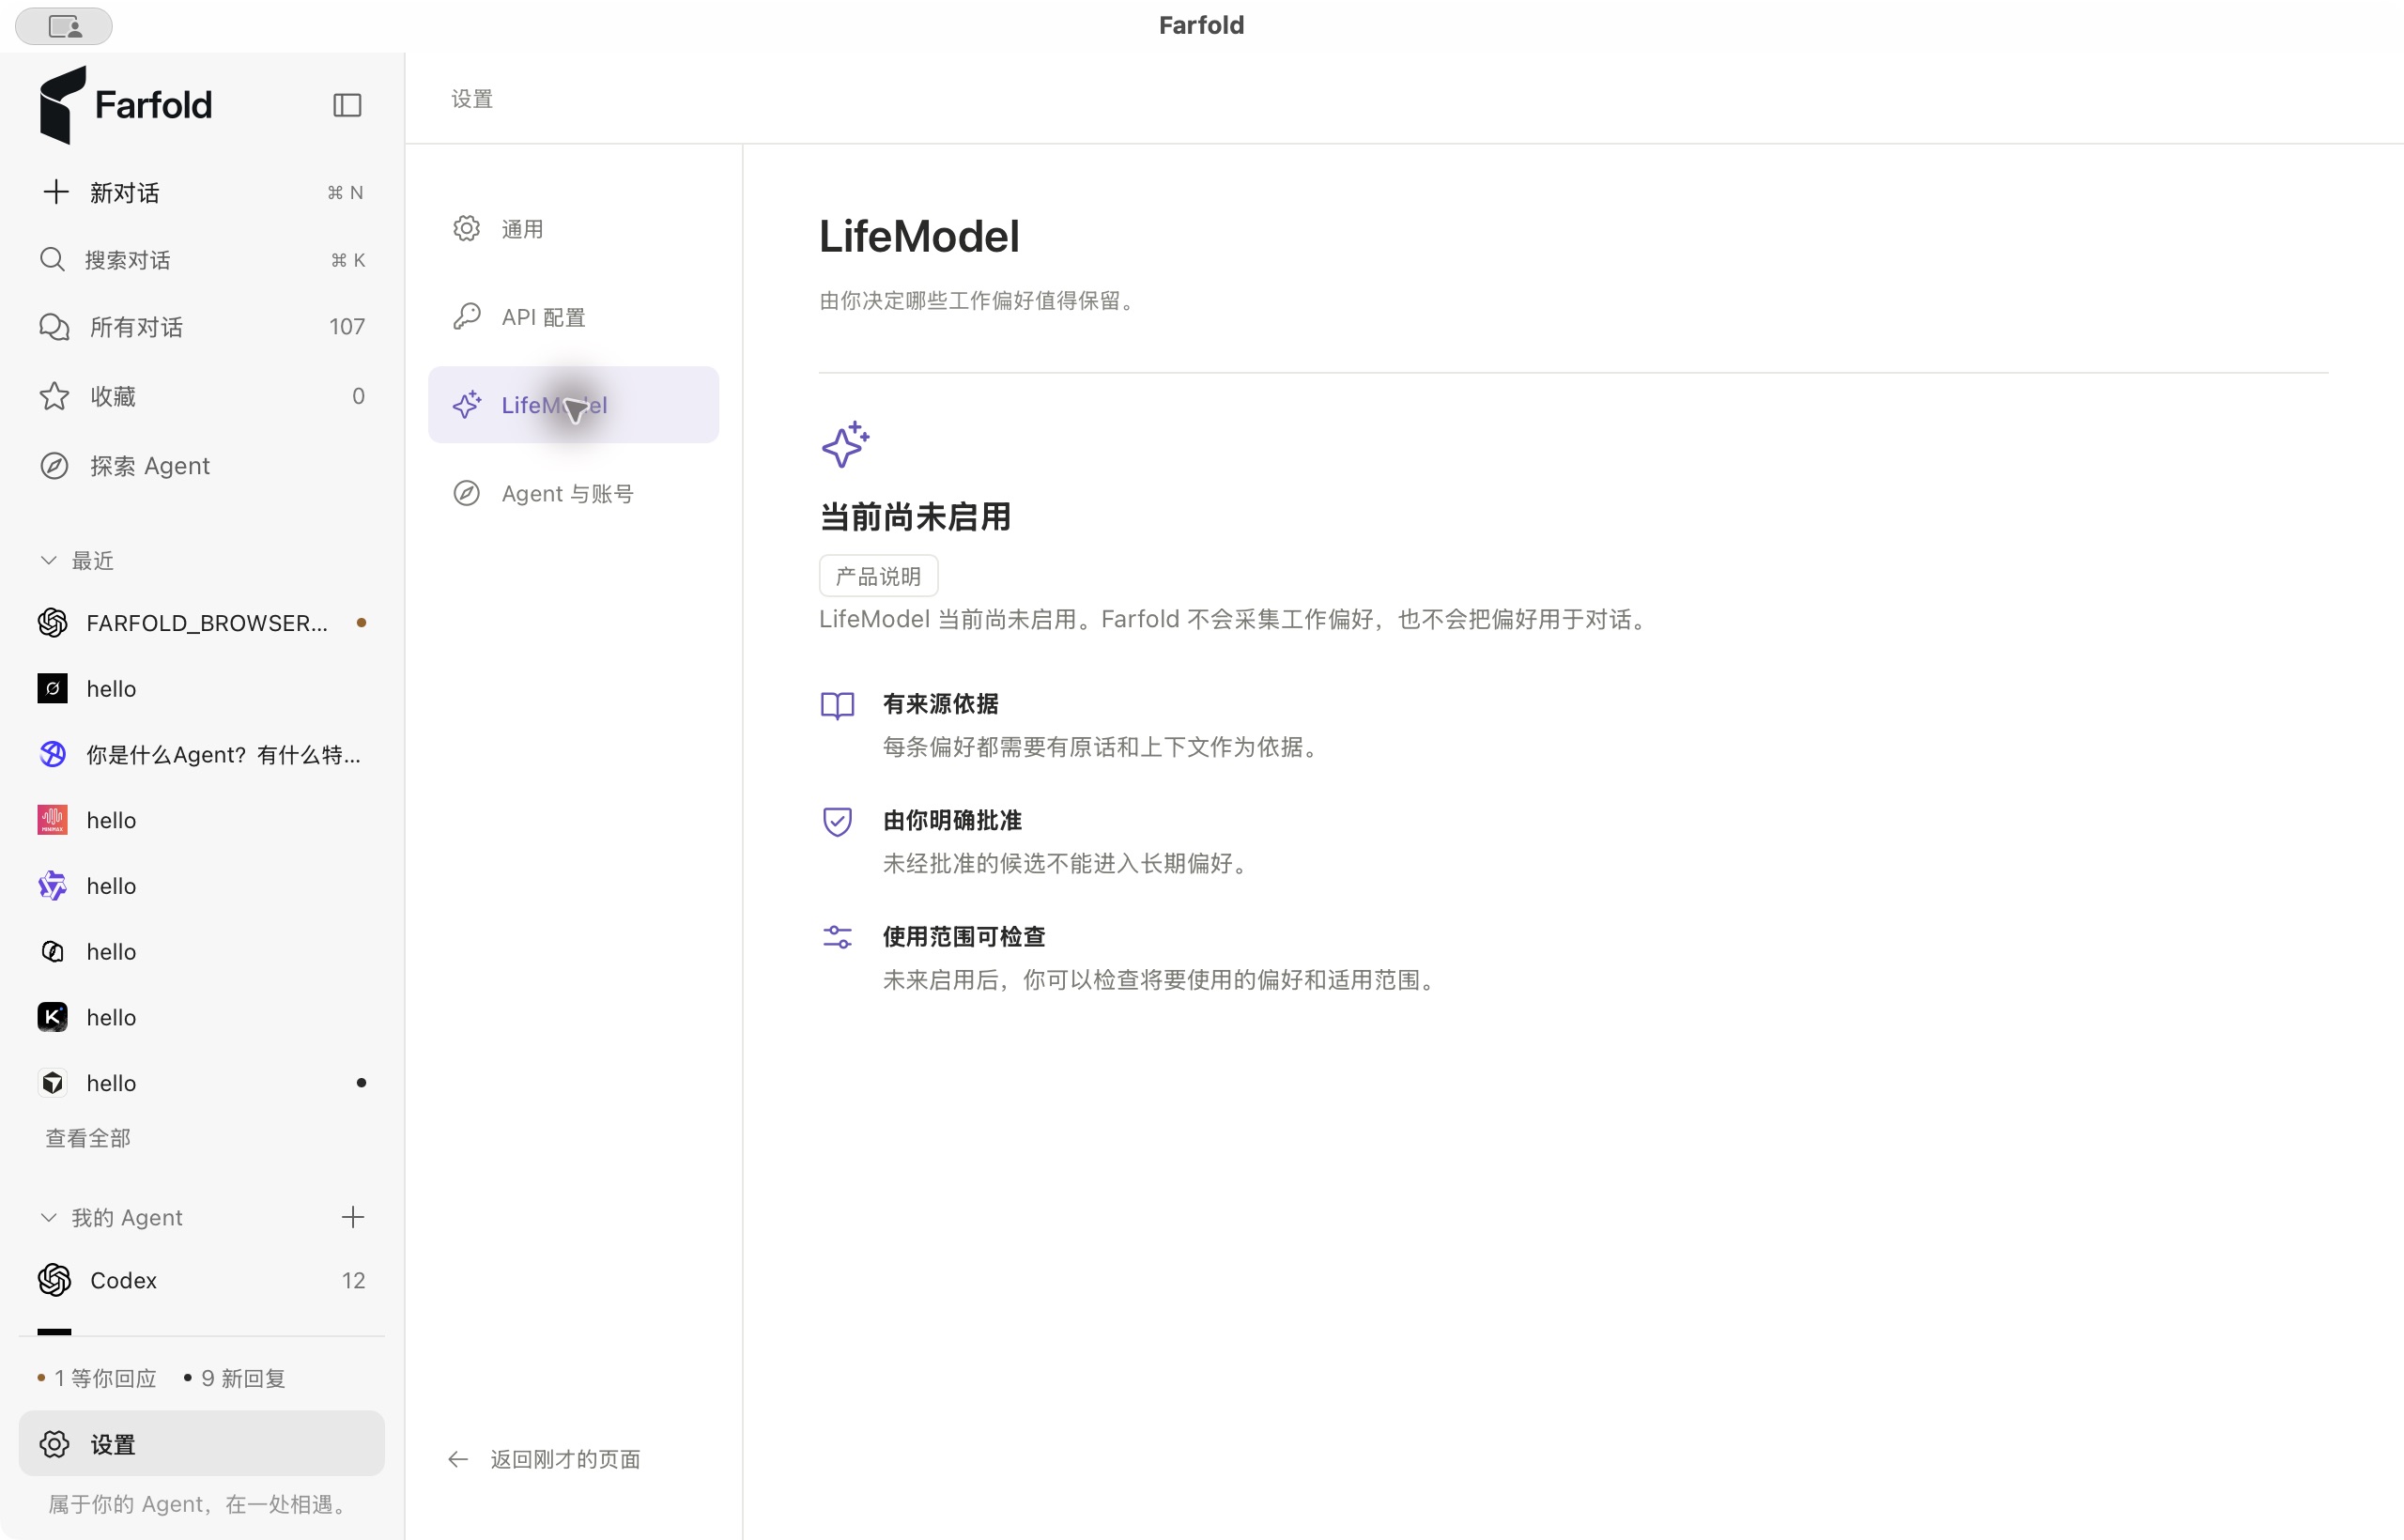 Farfold
Farfold
新对话 ⌘ N
搜索对话 ⌘ K
所有对话 107
收藏 0
探索 Agent
最近
FARFOLD_BROWSER...
hello
你是什么Agent？有什么特...
hello
hello
hello
hello
hello
查看全部
我的 Agent
Codex 12
1 等你回应 9 新回复
设置
属于你的 Agent，在一处相遇。
设置
通用
API 配置
LifeModel
Agent 与账号
返回刚才的页面
LifeModel
由你决定哪些工作偏好值得保留。
当前尚未启用
产品说明
LifeModel 当前尚未启用。Farfold 不会采集工作偏好，也不会把偏好用于对话。
有来源依据
每条偏好都需要有原话和上下文作为依据。
由你明确批准
未经批准的候选不能进入长期偏好。
使用范围可检查
未来启用后，你可以检查将要使用的偏好和适用范围。